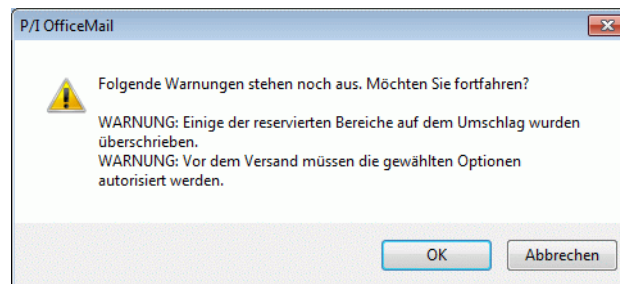 P/I OfficeMail
Folgende Warnungen stehen noch aus. Möchten Sie fortfahren?
WARNUNG: Einige der reservierten Bereiche auf dem Umschlag wurden
überschrieben.
WARNUNG: Vor dem Versand müssen die gewählten Optionen
autorisiert werden.
OK
Abbrechen